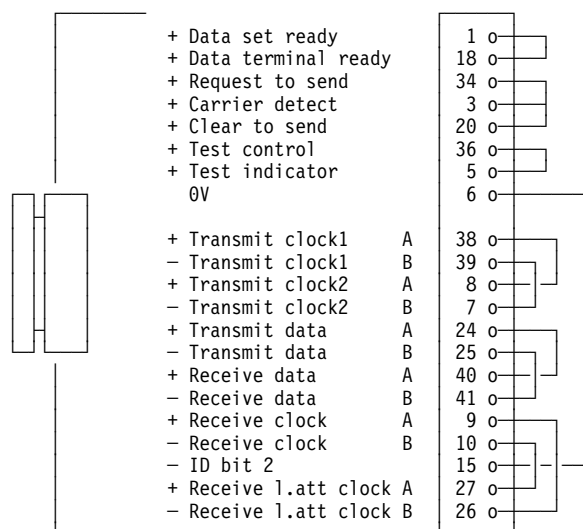 + Data set ready 1 o
+ Data terminal ready 18 o
+ Request to send 34 o
+ Carrier detect 3 o
+ Clear to send 20 o
+ Test control 36 o
+ Test indicator 5 o
0V 6 o
+ Transmit clock1 A 38 o
− Transmit clock1 B 39 o
+ Transmit clock2 A 8 o
− Transmit clock2 B 7 o
+ Transmit data A 24 o
− Transmit data B 25 o
+ Receive data A 40 o
− Receive data B 41 o
+ Receive clock A 9 o
− Receive clock B 10 o
− ID bit 2 15 o
+ Receive l.att clock A 27 o
− Receive l.att clock B 26 o